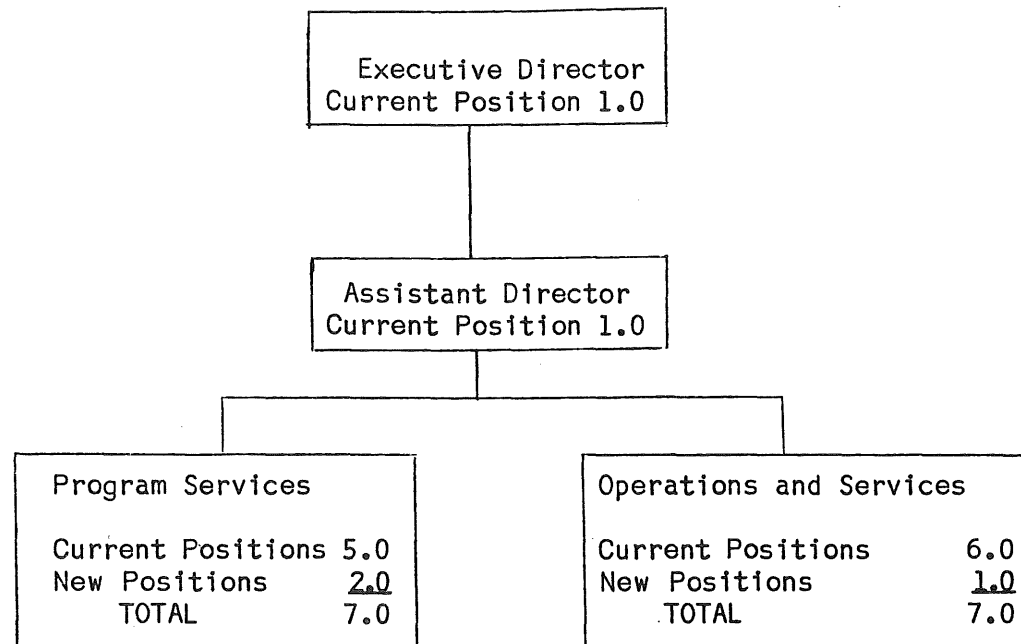 Executive Director
Current Position 1.0
Assistant Director
Current Position 1.0
Program Services
Current Positions 5.0
New Positions 2.0
TOTAL 7.0
Operations and Services
Current Positions 6.0
New Positions 1.0
TOTAL 7.0